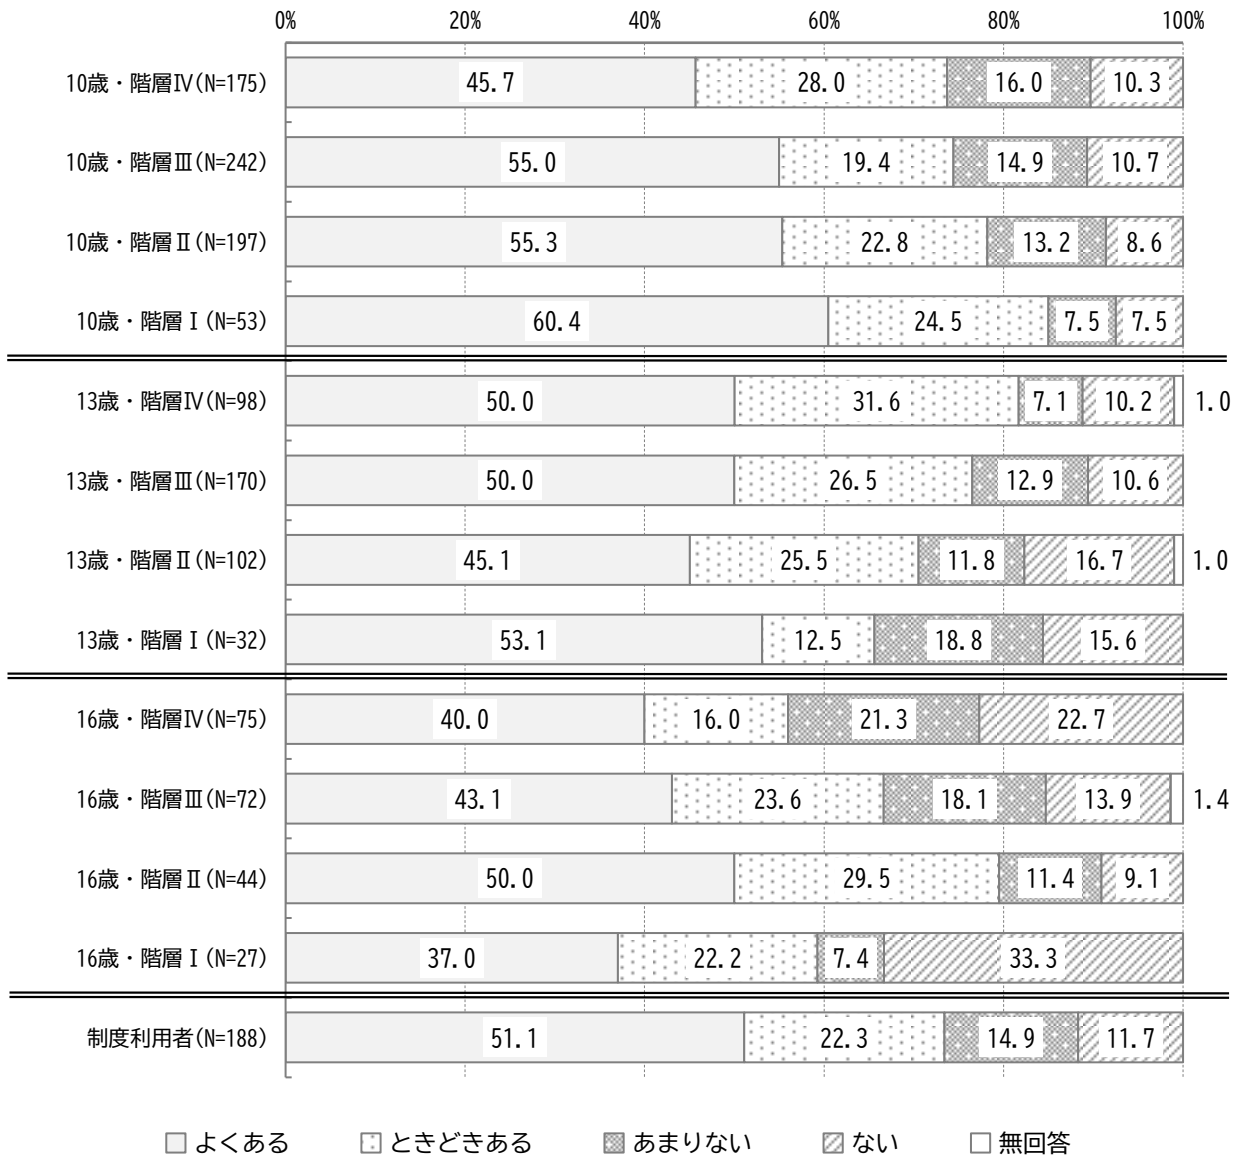 0% 20% 40% 60% 80% 100%
10歳・階層Ⅳ(N=175) 45.7 28.0 16.0 10.3
10歳・階層Ⅲ(N=242) 55.0 19.4 14.9 10.7
10歳・階層Ⅱ(N=197) 55.3 22.8 13.2 8.6
10歳・階層Ⅰ(N=53) 60.4 24.5 7.5 7.5
13歳・階層Ⅳ(N=98) 50.0 31.6 7.1 10.2 1.0
13歳・階層Ⅲ(N=170) 50.0 26.5 12.9 10.6
13歳・階層Ⅱ(N=102) 45.1 25.5 11.8 16.7 1.0
13歳・階層Ⅰ(N=32) 53.1 12.5 18.8 15.6
16歳・階層Ⅳ(N=75) 40.0 16.0 21.3 22.7
16歳・階層Ⅲ(N=72) 43.1 23.6 18.1 13.9 1.4
16歳・階層Ⅱ(N=44) 50.0 29.5 11.4 9.1
16歳・階層Ⅰ(N=27) 37.0 22.2 7.4 33.3
制度利用者(N=188) 51.1 22.3 14.9 11.7
よくある ときどきある あまりない ない 無回答